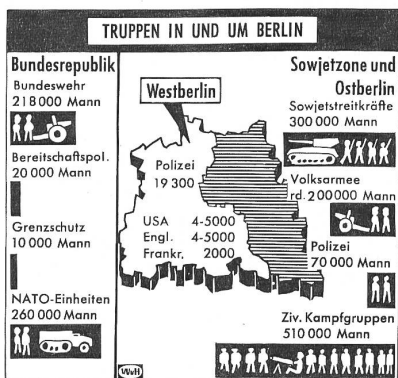 TRUPPEN IN UND UM BERLIN
Bundesrepublik
Bundeswehr
218 000 Mann
Bereitschaftspol.
20 000 Mann
Grenzschutz
10 000 Mann
NATO-Einheiten
260 000 Mann
Westberlin
Polizei
19 300
USA 4-5000
Engl. 4-5000
Frankr. 2000
Sowjetzone und
Ostberlin
Sowjetstreitkräfte
300 000 Mann
Volksarmee
rd. 200 000 Mann
Polizei
70 000 Mann
Ziv. Kampfgruppen
510 000 Mann